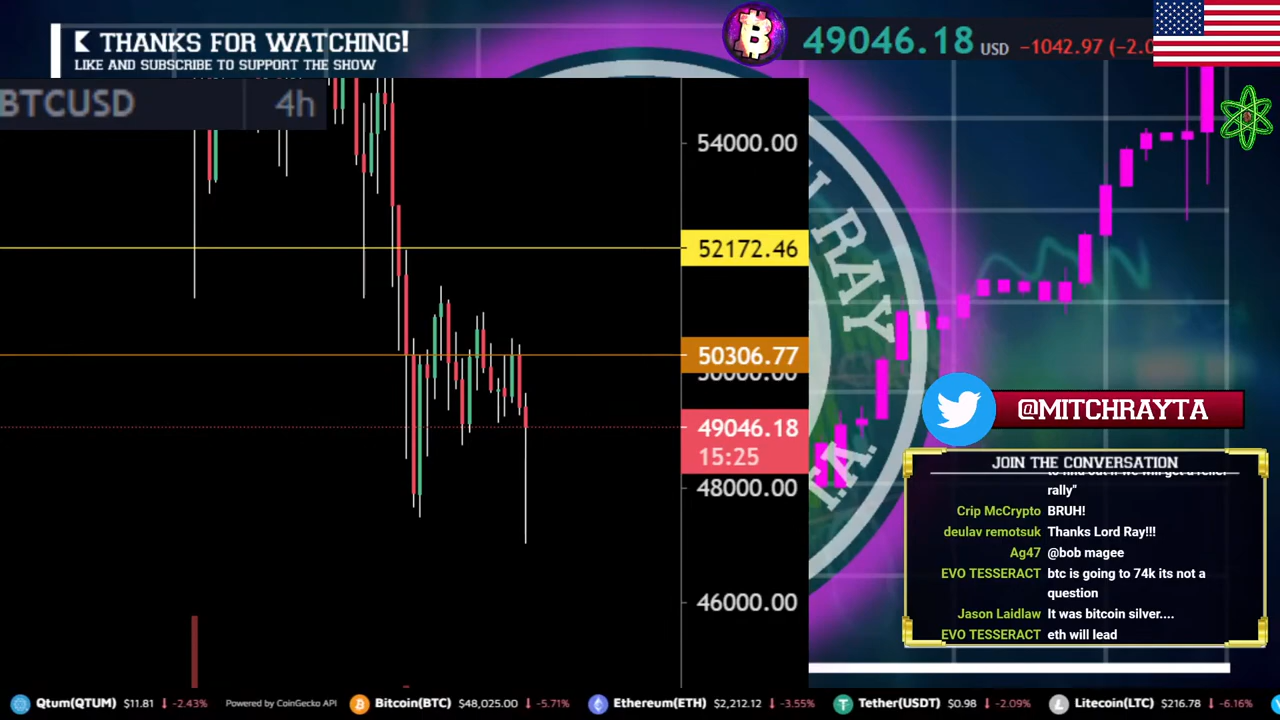 THANKS FOR WATCHING!
LIKE AND SUBSCRIBE TO SUPPORT THE SHOW
49046.18 USD -1042.97
BTCUSD 4h
54000.00
52172.46
50306.77
50000.00
49046.18
15:25
48000.00
46000.00
RAY
T.A.
@MITCHRAYTA
JOIN THE CONVERSATION
rally"
Crip McCrypto BRUH!
deulav remotsuk Thanks Lord Ray!!!
Ag47 @bob magee
EVO TESSERACT btc is going to 74k its not a
question
Jason Laidlaw It was bitcoin silver....
EVO TESSERACT eth will lead
Qtum(QTUM) $11.81 -2.43% Powered by CoinGecko API Bitcoin(BTC) $48,025.00 -5.71% Ethereum(ETH) $2,212.12 -3.55% Tether(USDT) $0.98 -2.09% Litecoin(LTC) $216.78 -6.16%